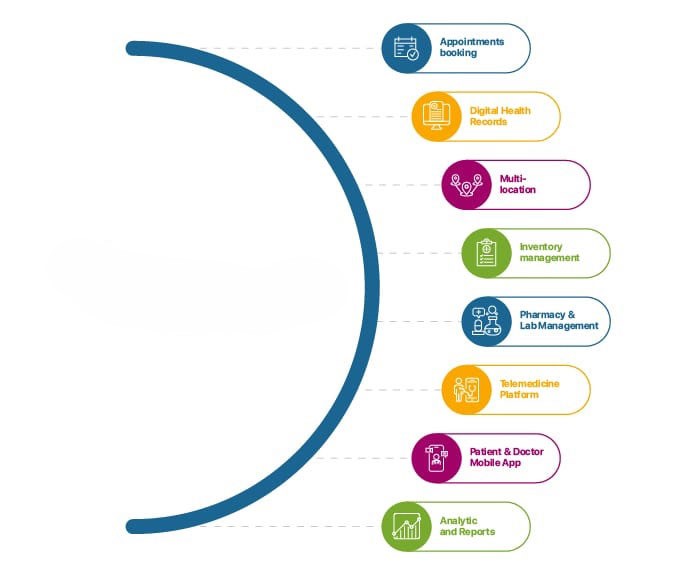 Appointments
booking
Digital Health
Records
Multi-
location
Inventory
management
Pharmacy &
Lab Management
Telemedicine
Platform
Patient & Doctor
Mobile App
Analytic
and Reports